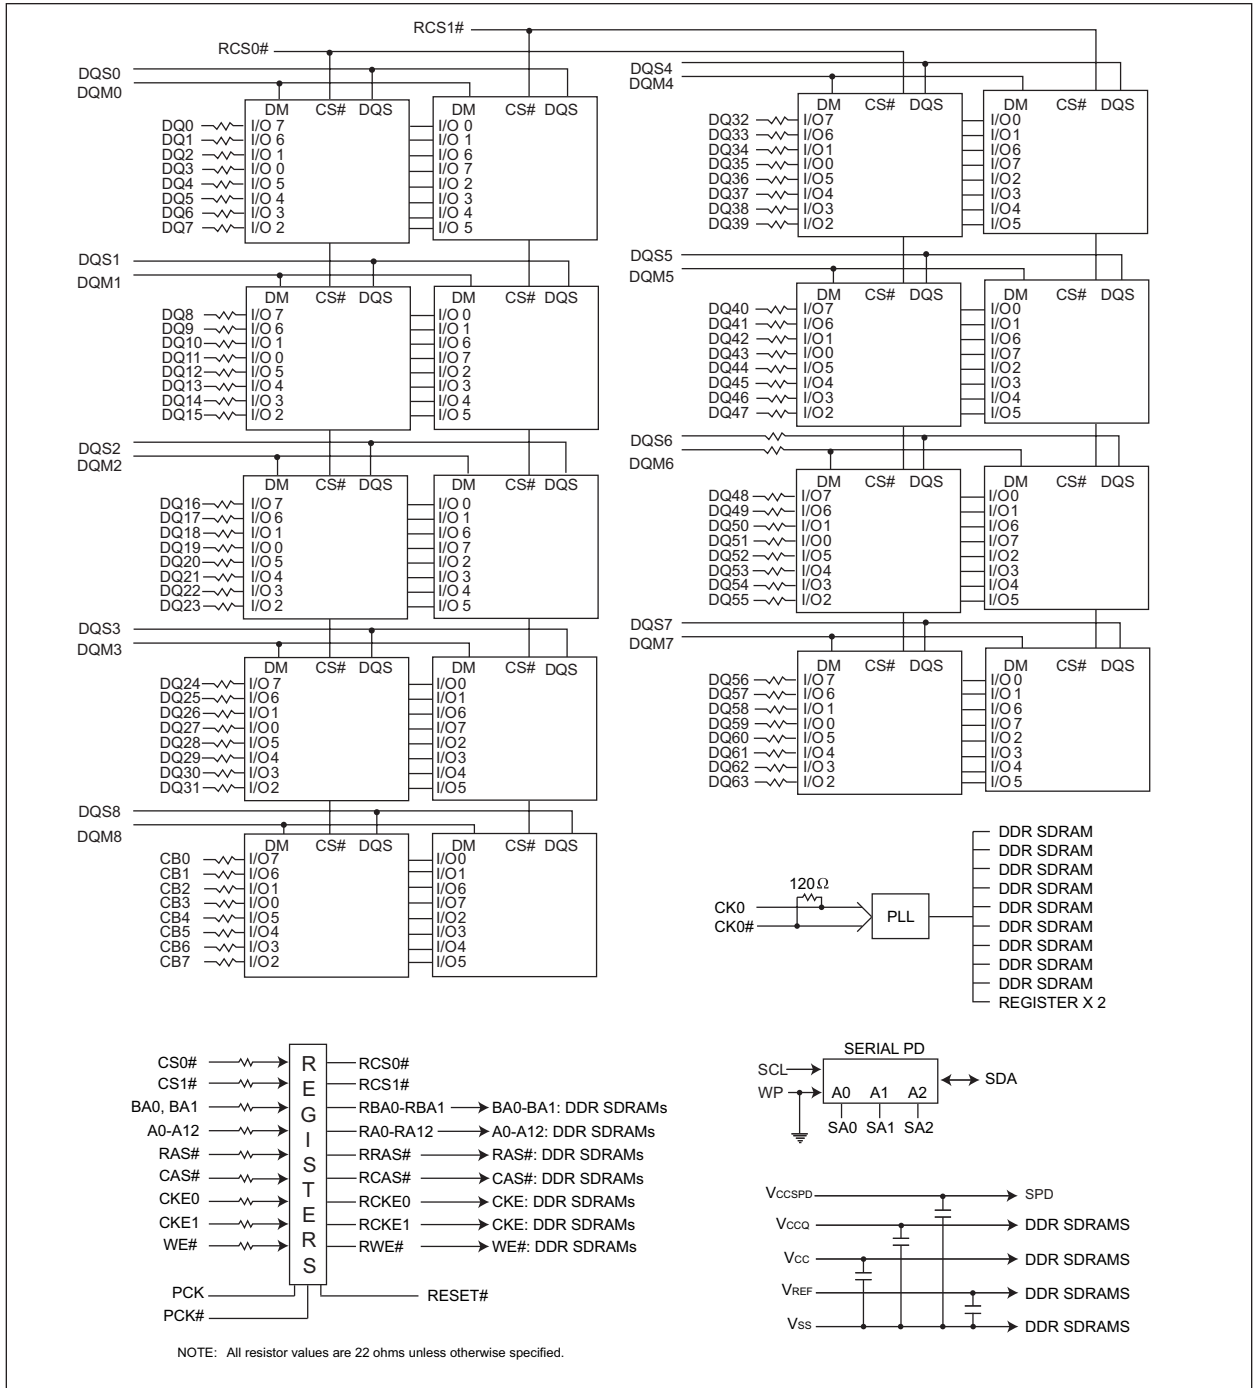 RCS1#
RCS0#
DQS0
DQM0
DM CS# DQS
DM CS# DQS
DQ0 I/O 7 I/O 0
DQ1 I/O 6 I/O 1
DQ2 I/O 1 I/O 6
DQ3 I/O 0 I/O 7
DQ4 I/O 5 I/O 2
DQ5 I/O 4 I/O 3
DQ6 I/O 3 I/O 4
DQ7 I/O 2 I/O 5
DQS1
DQM1
DM CS# DQS
DM CS# DQS
DQ8 I/O 7 I/O 0
DQ9 I/O 6 I/O 1
DQ10 I/O 1 I/O 6
DQ11 I/O 0 I/O 7
DQ12 I/O 5 I/O 2
DQ13 I/O 4 I/O 3
DQ14 I/O 3 I/O 4
DQ15 I/O 2 I/O 5
DQS2
DQM2
DM CS# DQS
DM CS# DQS
DQ16 I/O 7 I/O 0
DQ17 I/O 6 I/O 1
DQ18 I/O 1 I/O 6
DQ19 I/O 0 I/O 7
DQ20 I/O 5 I/O 2
DQ21 I/O 4 I/O 3
DQ22 I/O 3 I/O 4
DQ23 I/O 2 I/O 5
DQS3
DQM3
DM CS# DQS
DM CS# DQS
DQ24 I/O 7 I/O0
DQ25 I/O6 I/O1
DQ26 I/O1 I/O6
DQ27 I/O0 I/O7
DQ28 I/O5 I/O2
DQ29 I/O4 I/O3
DQ30 I/O3 I/O4
DQ31 I/O2 I/O5
DQS8
DQM8
DM CS# DQS
DM CS# DQS
CB0 I/O7 I/O0
CB1 I/O6 I/O1
CB2 I/O1 I/O6
CB3 I/O0 I/O7
CB4 I/O5 I/O2
CB5 I/O4 I/O3
CB6 I/O3 I/O4
CB7 I/O2 I/O5
DQS4
DQM4
DM CS# DQS
DM CS# DQS
DQ32 I/O7 I/O0
DQ33 I/O6 I/O1
DQ34 I/O1 I/O6
DQ35 I/O0 I/O7
DQ36 I/O5 I/O2
DQ37 I/O4 I/O3
DQ38 I/O3 I/O4
DQ39 I/O2 I/O5
DQS5
DQM5
DM CS# DQS
DM CS# DQS
DQ40 I/O7 I/O0
DQ41 I/O6 I/O1
DQ42 I/O1 I/O6
DQ43 I/O0 I/O7
DQ44 I/O5 I/O2
DQ45 I/O4 I/O3
DQ46 I/O3 I/O4
DQ47 I/O2 I/O5
DQS6
DQM6
DM CS# DQS
DM CS# DQS
DQ48 I/O7 I/O0
DQ49 I/O6 I/O1
DQ50 I/O1 I/O6
DQ51 I/O0 I/O7
DQ52 I/O5 I/O2
DQ53 I/O4 I/O3
DQ54 I/O3 I/O4
DQ55 I/O2 I/O5
DQS7
DQM7
DM CS# DQS
DM CS# DQS
DQ56 I/O7 I/O 0
DQ57 I/O 6 I/O 1
DQ58 I/O 1 I/O 6
DQ59 I/O 0 I/O 7
DQ60 I/O 5 I/O 2
DQ61 I/O 4 I/O 3
DQ62 I/O 3 I/O 4
DQ63 I/O 2 I/O 5
120 Ω
CK0
CK0#
PLL
DDR SDRAM
DDR SDRAM
DDR SDRAM
DDR SDRAM
DDR SDRAM
DDR SDRAM
DDR SDRAM
DDR SDRAM
DDR SDRAM
REGISTER X 2
REGISTERS
CS0# RCS0#
CS1# RCS1#
BA0, BA1 RBA0-RBA1 BA0-BA1: DDR SDRAMs
A0-A12 RA0-RA12 A0-A12: DDR SDRAMs
RAS# RRAS# RAS#: DDR SDRAMs
CAS# RCAS# CAS#: DDR SDRAMs
CKE0 RCKE0 CKE: DDR SDRAMs
CKE1 RCKE1 CKE: DDR SDRAMs
WE# RWE# WE#: DDR SDRAMs
PCK RESET#
PCK#
SERIAL PD
SCL
WP
A0 A1 A2
SDA
SA0 SA1 SA2
VCCSPD SPD
VCCQ DDR SDRAMS
VCC DDR SDRAMS
VREF DDR SDRAMS
VSS DDR SDRAMS
NOTE: All resistor values are 22 ohms unless otherwise specified.